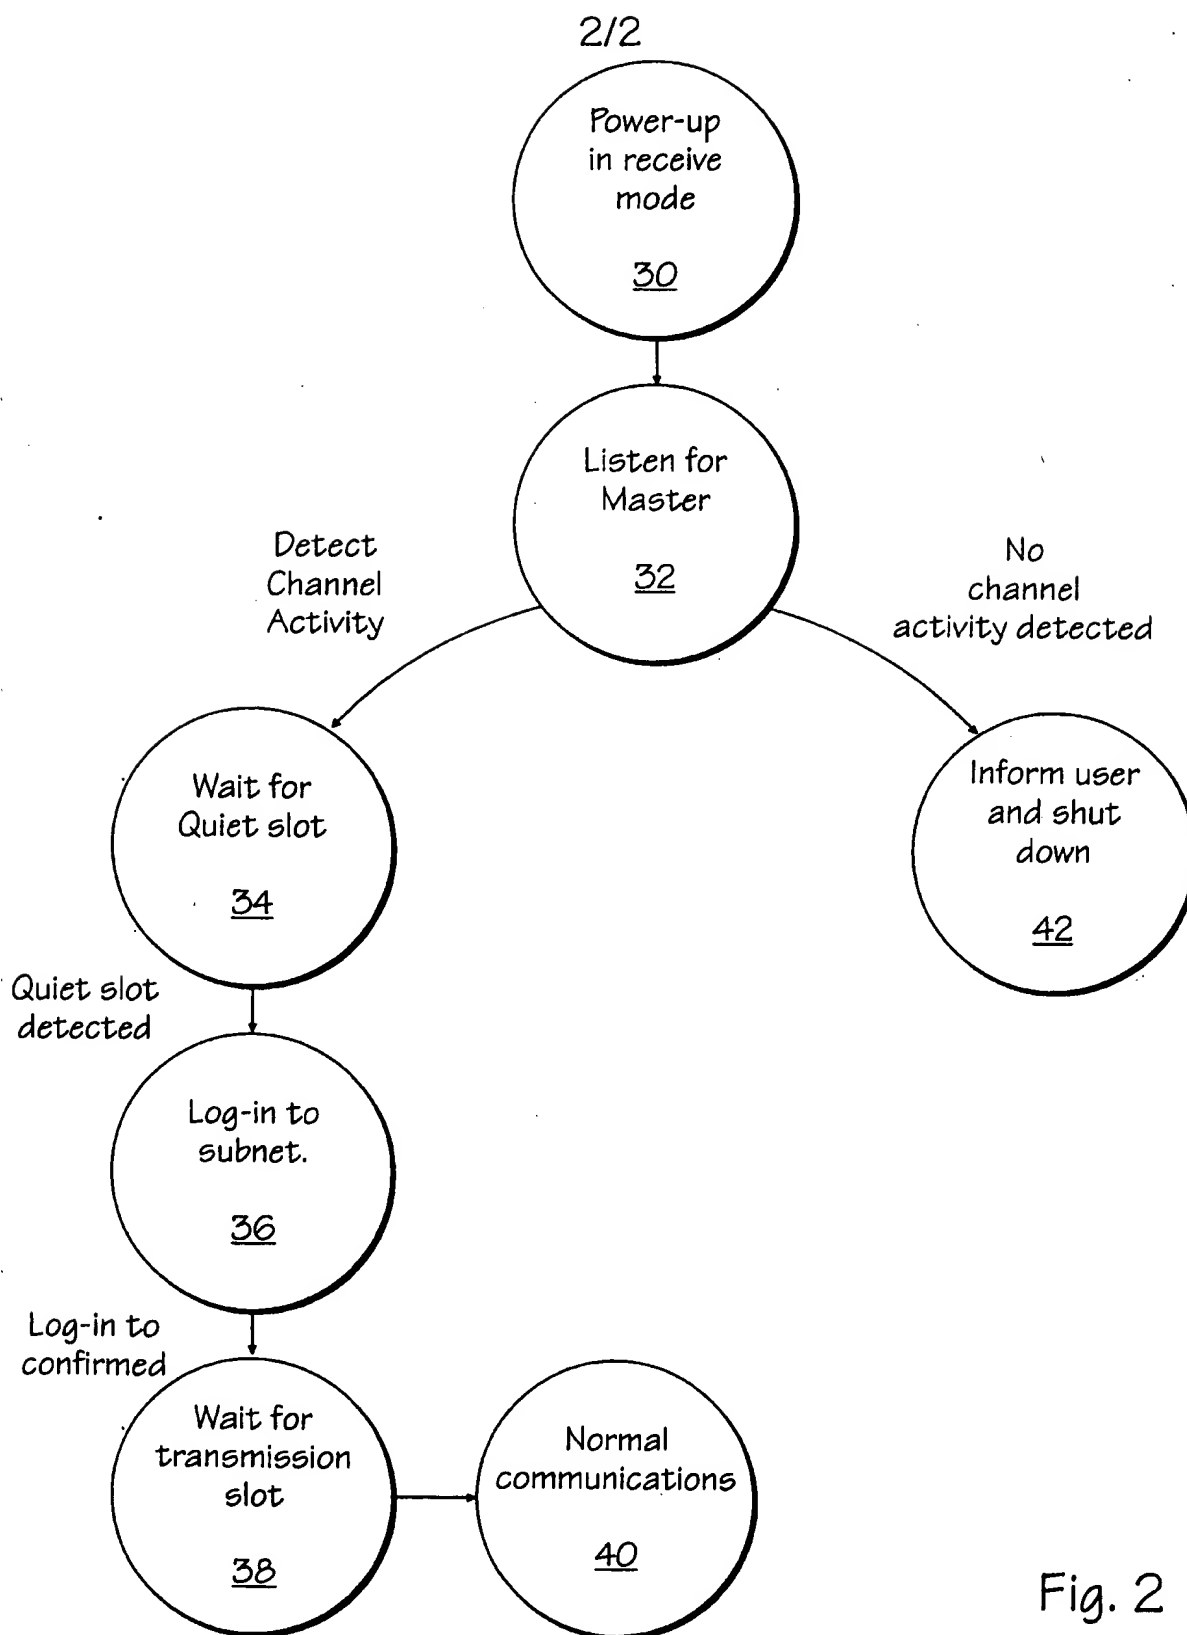 2/2
Power-up
in receive
mode
30
Listen for
Master
32
Detect
Channel
Activity
No
channel
activity detected
Wait for
Quiet slot
34
Inform user
and shut
down
42
Quiet slot
detected
Log-in to
subnet.
36
Log-in to
confirmed
Wait for
transmission
slot
38
Normal
communications
40
Fig. 2